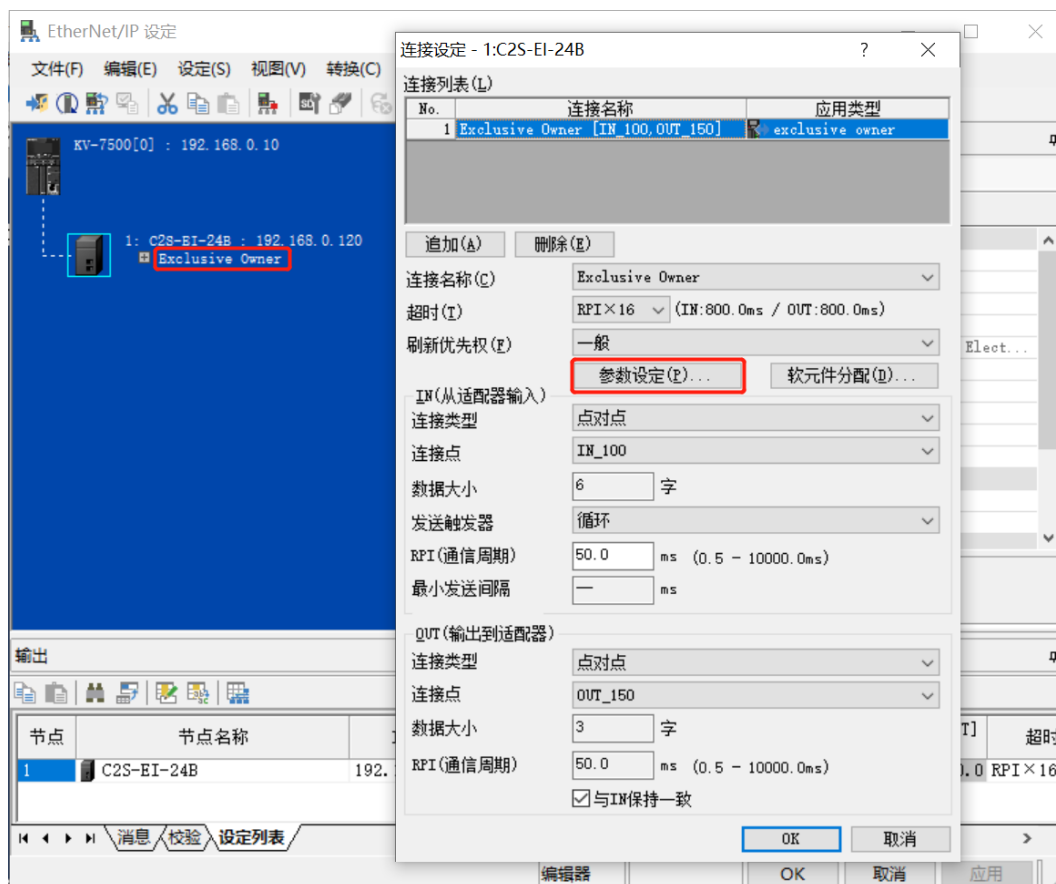 EtherNet/IP 设定
文件(F) 编辑(E) 设定(S) 视图(V) 转换(C)
KV-7500[0] : 192.168.0.10
1: C2S-EI-24B : 192.168.0.120
Exclusive Owner
连接设定 - 1:C2S-EI-24B
连接列表(L)
No. 连接名称 应用类型
1 Exclusive Owner [IN_100,OUT_150] exclusive owner
追加(A) 删除(E)
连接名称(C) Exclusive Owner
超时(T) RPI×16 (IN:800.0ms / OUT:800.0ms)
刷新优先权(F) 一般
参数设定(P)... 软元件分配(D)...
IN(从适配器输入)
连接类型 点对点
连接点 IN_100
数据大小 6 字
发送触发器 循环
RPI(通信周期) 50.0 ms (0.5 - 10000.0ms)
最小发送间隔 — ms
OUT(输出到适配器)
连接类型 点对点
连接点 OUT_150
数据大小 3 字
RPI(通信周期) 50.0 ms (0.5 - 10000.0ms)
与IN保持一致
OK 取消
Elect...
输出
节点 节点名称 T] 超时
1 C2S-EI-24B 192. .0 RPI×16
消息 校验 设定列表
编辑器 OK 取消 应用